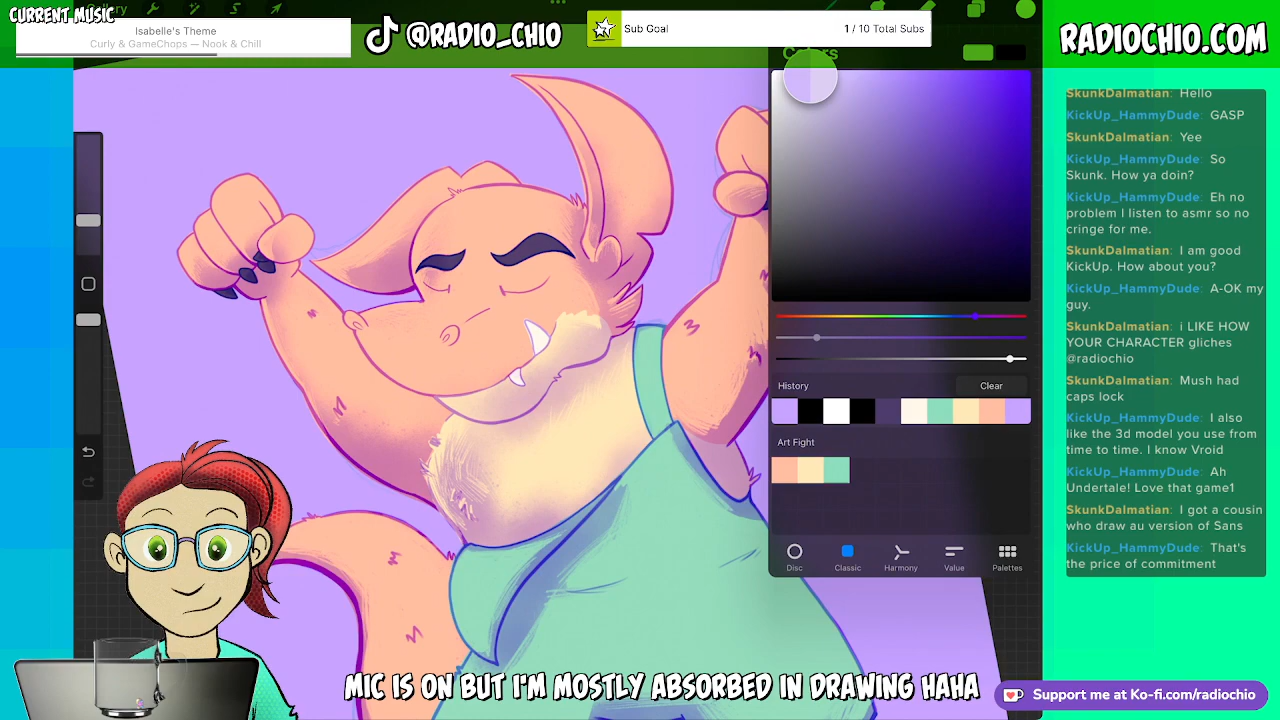 CURRENT MUSIC
Isabelle's Theme
Curly & GameChops — Nook & Chill
@RADIO_CHIO
Sub Goal
1 / 10 Total Subs
RADIOCHIO.COM
Colors
History
Clear
Art Fight
Disc
Classic
Harmony
Value
Palettes
SkunkDalmatian: Hello
KickUp_HammyDude: GASP
SkunkDalmatian: Yee
KickUp_HammyDude: So
Skunk. How ya doin?
KickUp_HammyDude: Eh no
problem I listen to asmr so no
cringe for me.
SkunkDalmatian: I am good
KickUp. How about you?
KickUp_HammyDude: A-OK my
guy.
SkunkDalmatian: i LIKE HOW
YOUR CHARACTER gliches
@radiochio
SkunkDalmatian: Mush had
caps lock
KickUp_HammyDude: I also
like the 3d model you use from
time to time. I know Vroid
KickUp_HammyDude: Ah
Undertale! Love that game1
SkunkDalmatian: I got a cousin
who draw au version of Sans
KickUp_HammyDude: That's
the price of commitment
MIC IS ON BUT I'M MOSTLY ABSORBED IN DRAWING HAHA
Support me at Ko-fi.com/radiochio